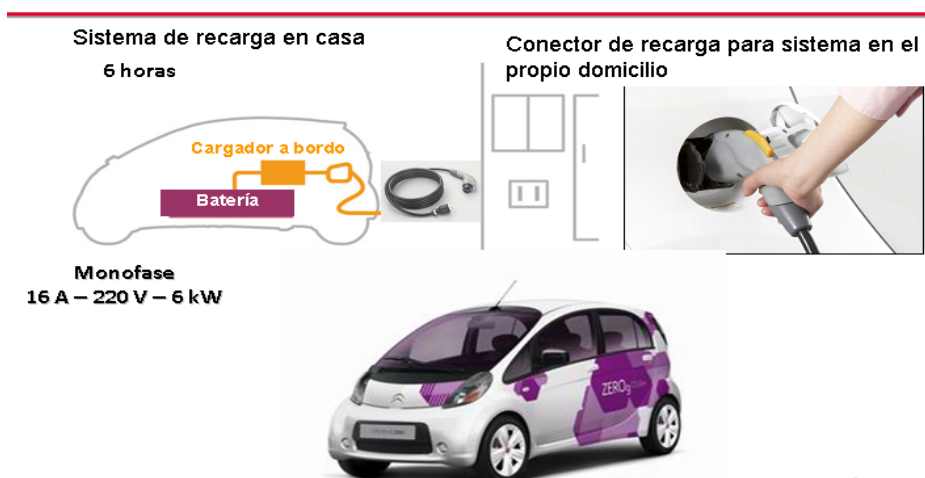 Sistema de recarga en casa
6 horas
Conector de recarga para sistema en el
propio domicilio
Cargador a bordo
Batería
Monofase
16 A – 220 V – 6 kW
ZERO